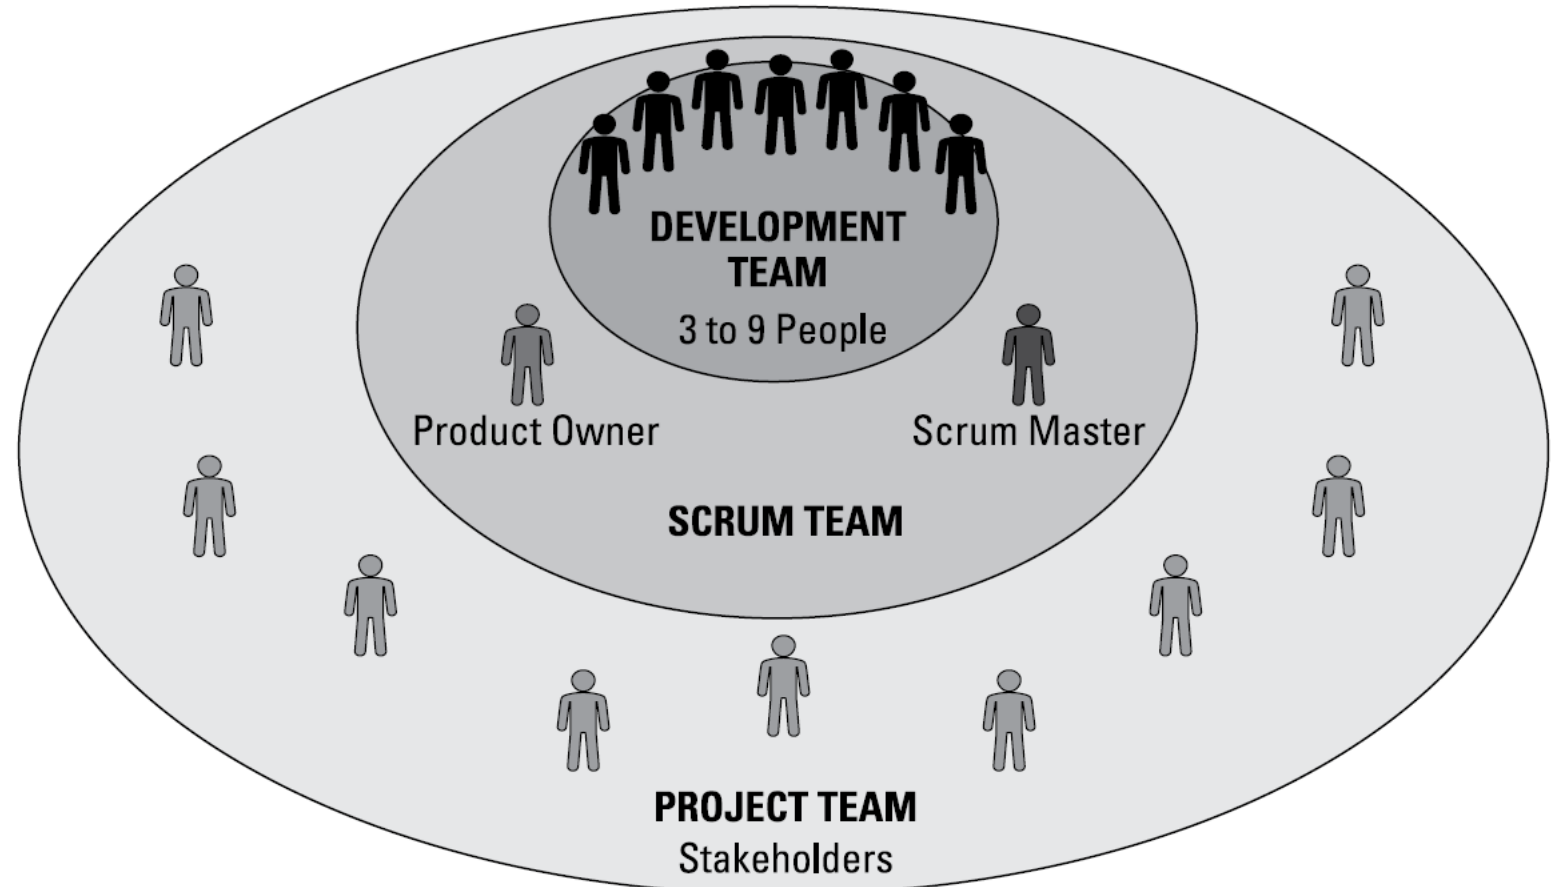 DEVELOPMENT
TEAM
3 to 9 People
Product Owner
Scrum Master
SCRUM TEAM
PROJECT TEAM
Stakeholders